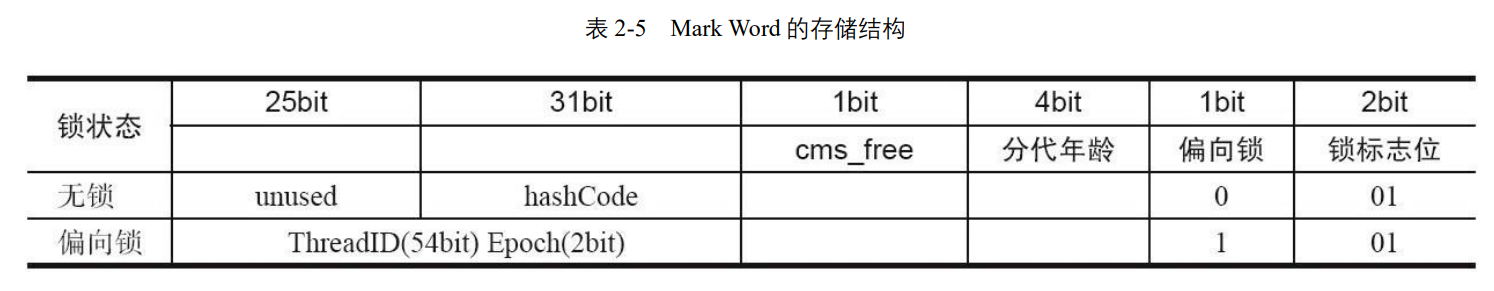 表 2-5 Mark Word 的存储结构
锁状态 25bit 31bit 1bit 4bit 1bit 2bit
cms_free 分代年龄 偏向锁 锁标志位
无锁 unused hashCode 0 01
偏向锁 ThreadID(54bit) Epoch(2bit) 1 01